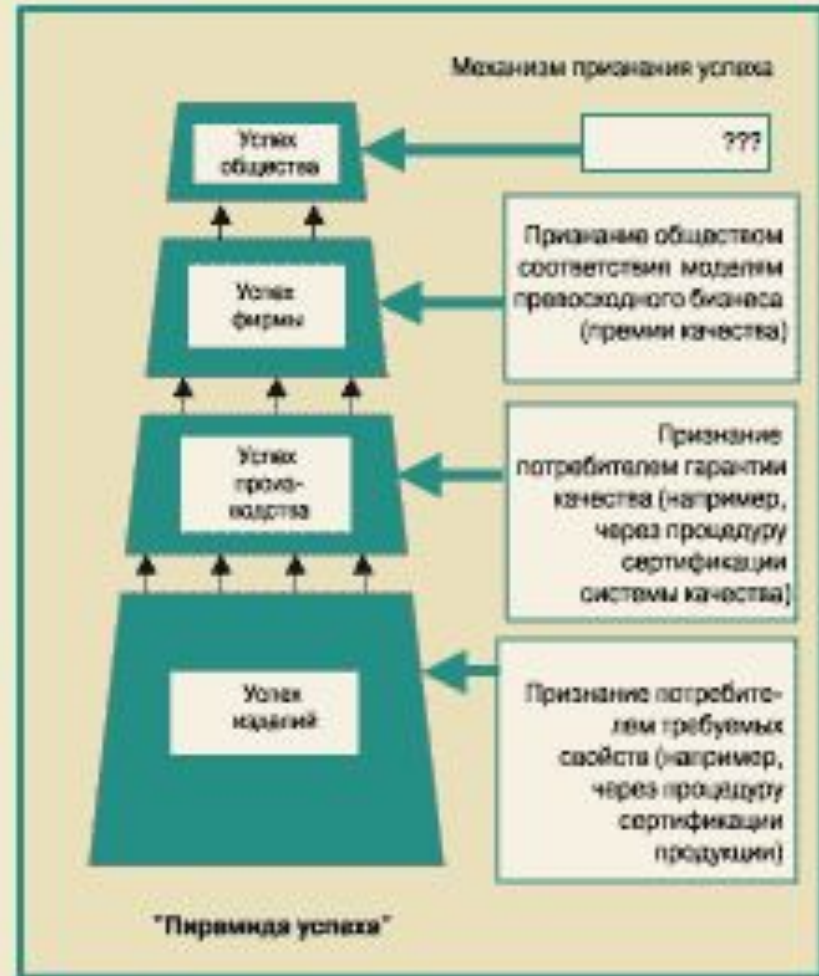 Механизм признания успеха
Успех
общества
???
Успех
фирмы
Признание обществом
соответствия моделям
превосходного бизнеса
(премии качества)
Успех
произ-
водства
Признание
потребителем гарантии
качества (например,
через процедуру
сертификации
системы качества)
Успех
изделий
Признание потребите-
лем требуемых
свойств (например,
через процедуру
сертификации
продукции)
"Пирамида успеха"